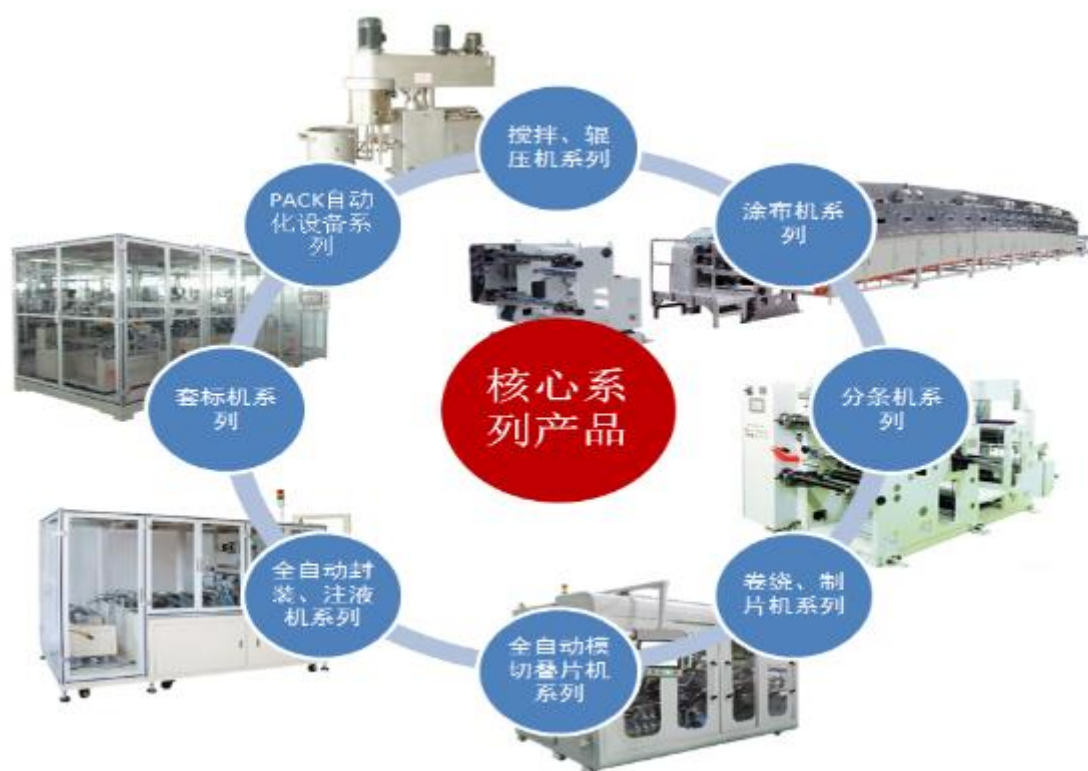 搅拌、辊
压机系列
涂布机系
列
分条机系
列
卷绕、制
片机系列
全自动模
切叠片机
系列
全自动封
装、注液
机系列
套标机系
列
PACK自动
化设备系
列
核心系
列产品